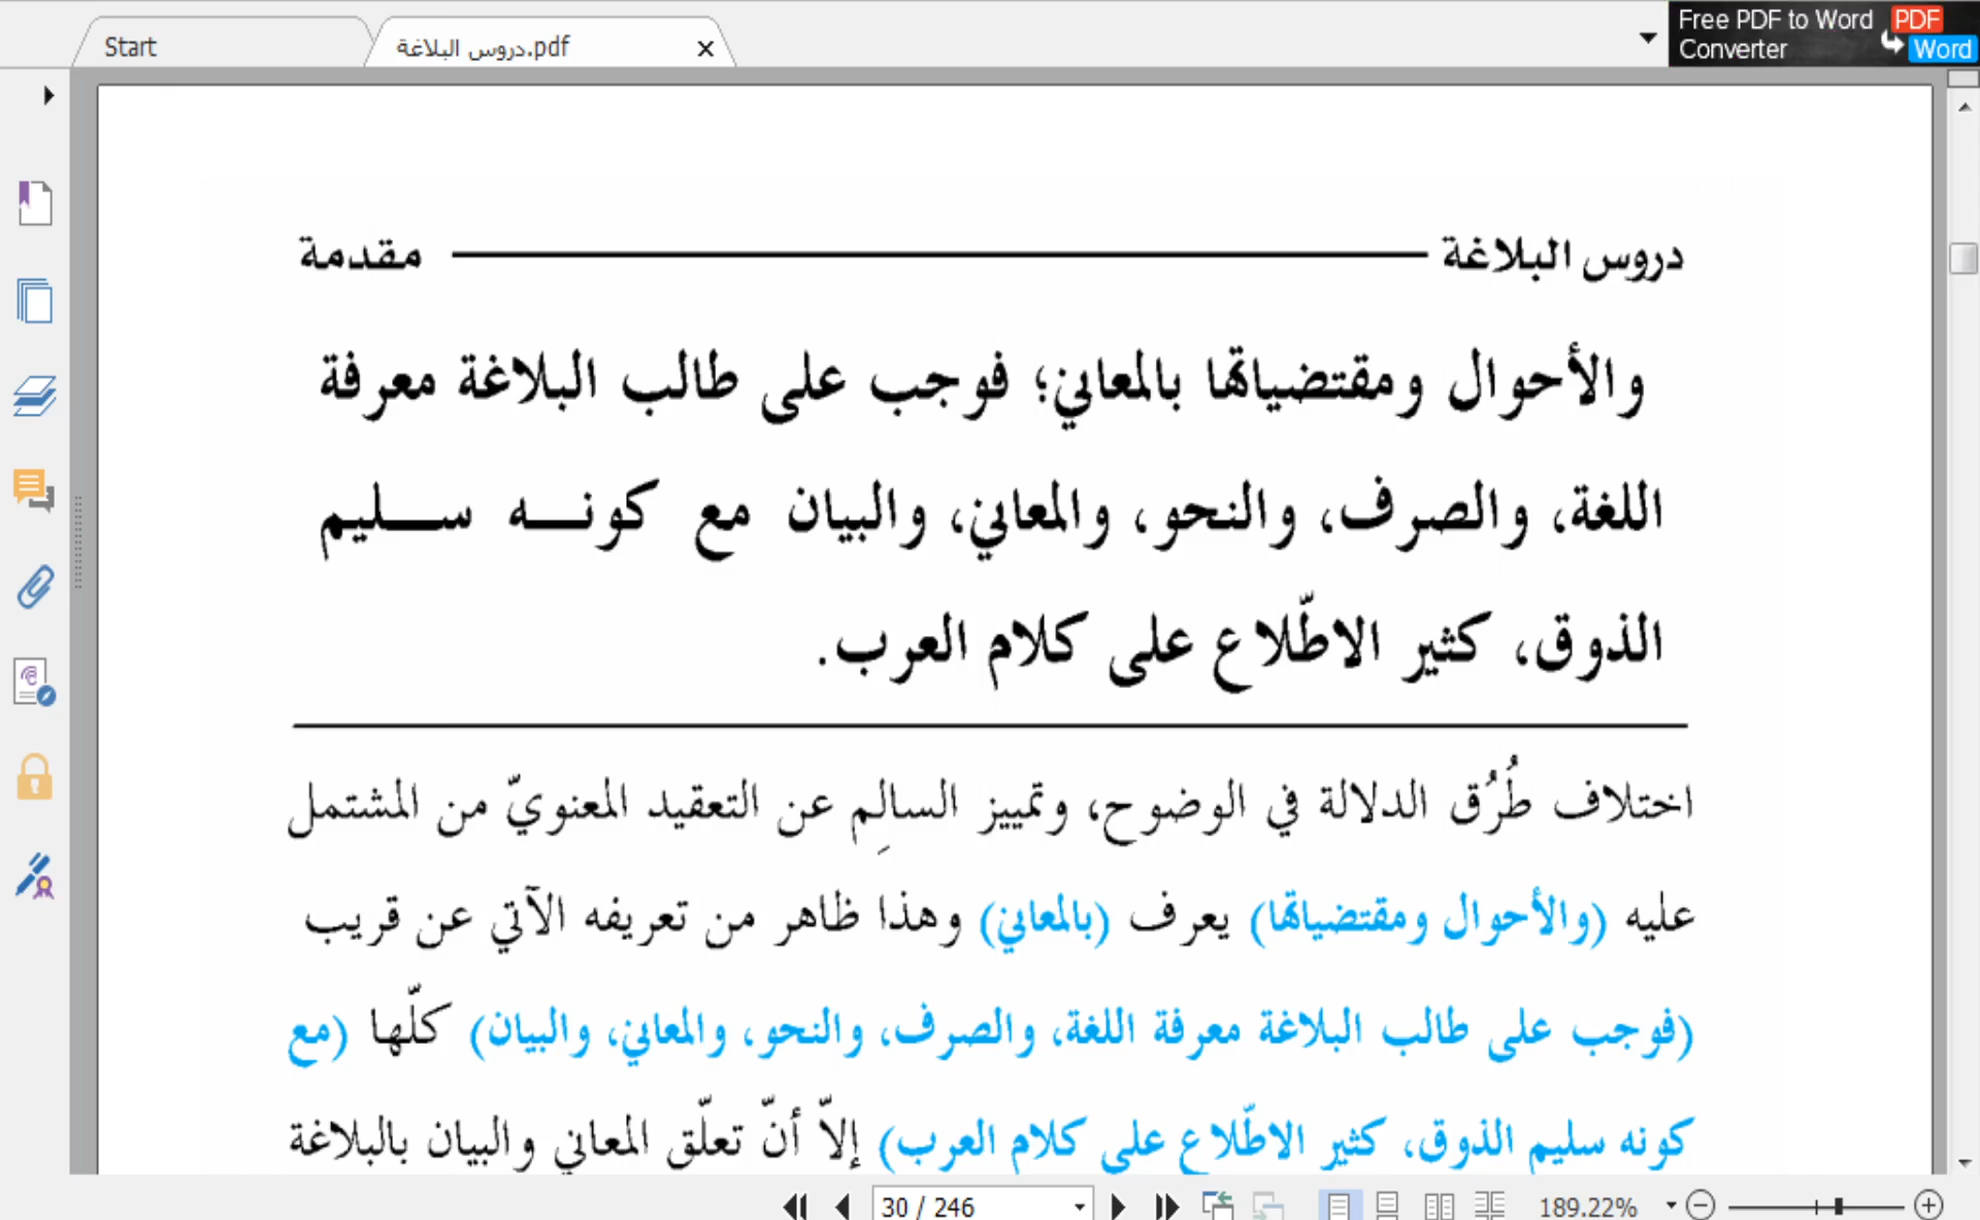 Start
دروس البلاغة.pdf
Free PDF to Word Converter
PDF
Word
دروس البلاغة
مقدمة
والأحوال ومقتضياتها بالمعاني؛ فوجب على طالب البلاغة معرفة
اللغة، والصرف، والنحو، والمعاني، والبيان مع كونـه سـليم
الذوق، كثير الاطّلاع على كلام العرب.
اختلاف طُرُق الدلالة في الوضوح، وتمييز السالِم عن التعقيد المعنويّ من المشتمل
عليه (والأحوال ومقتضياتها) يعرف (بالمعاني) وهذا ظاهر من تعريفه الآتي عن قريب
(فوجب على طالب البلاغة معرفة اللغة، والصرف، والنحو، والمعاني، والبيان) كلّها (مع
كونه سليم الذوق، كثير الاطّلاع على كلام العرب) إلاّ أنّ تعلّق المعاني والبيان بالبلاغة
30 / 246
189.22%